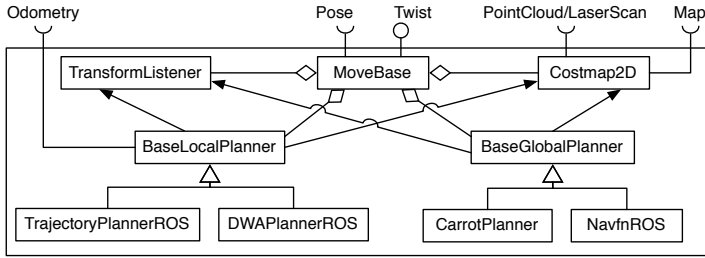 Odometry
Pose
Twist
PointCloud/LaserScan
Map
TransformListener
MoveBase
Costmap2D
BaseLocalPlanner
BaseGlobalPlanner
TrajectoryPlannerROS
DWAPlannerROS
CarrotPlanner
NavfnROS